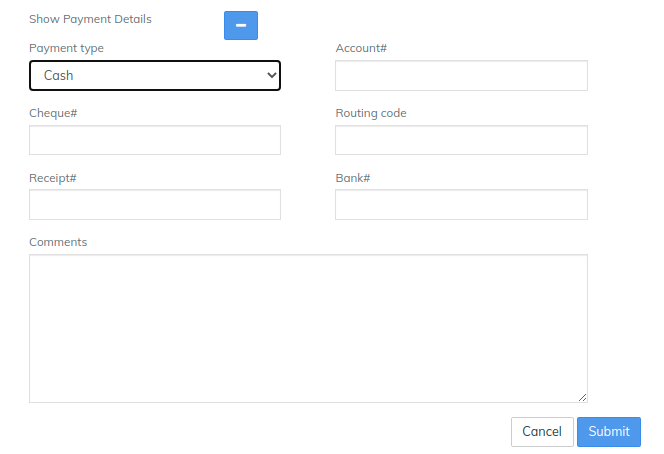 Show Payment Details
Payment type
Account#
Cash
Cheque#
Routing code
Receipt#
Bank#
Comments
Cancel
Submit